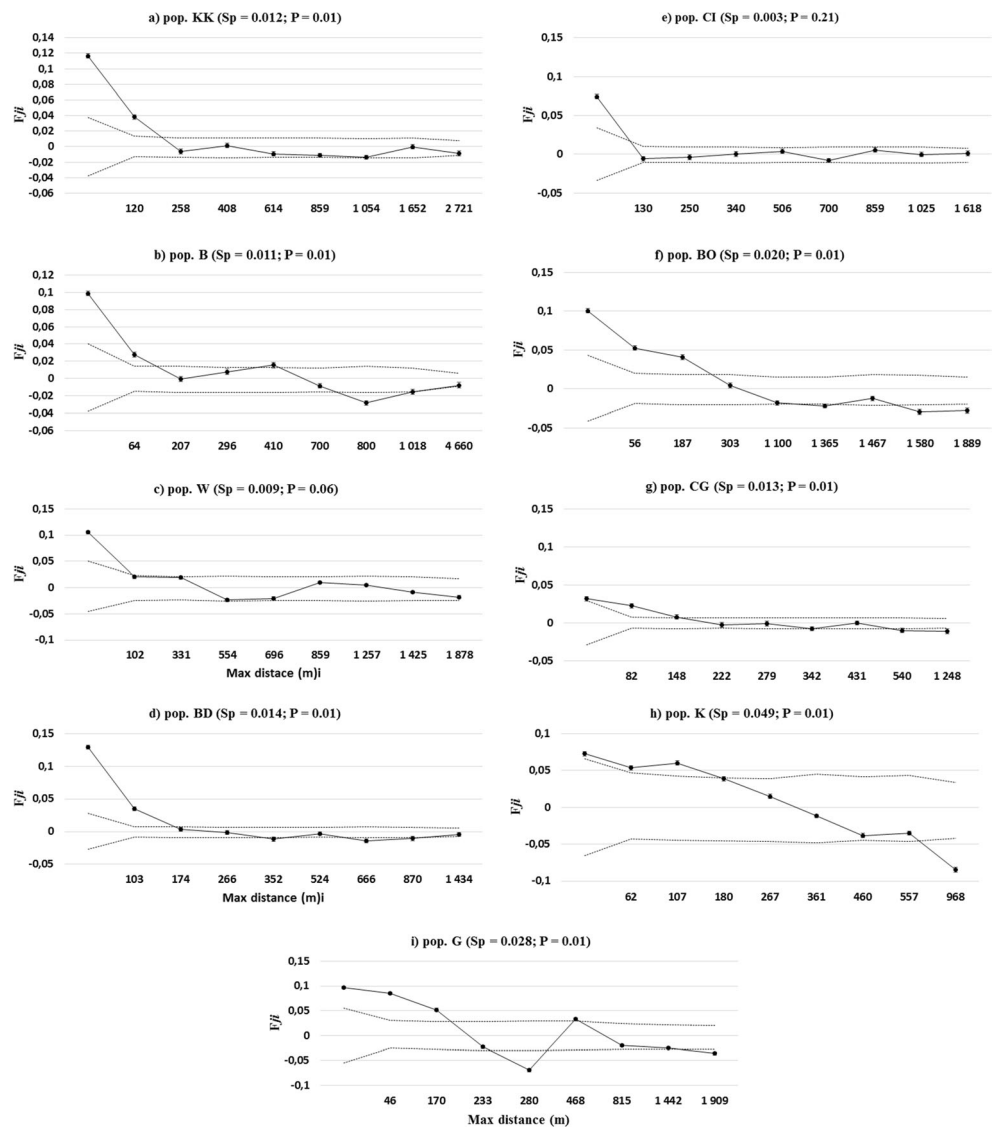 a) pop. KK (Sp = 0.012; P = 0.01)
0,14
0,12
0,1
0,08
0,06
0,04
0,02
0
-0,02
-0,04
-0,06
Fji
120 258 408 614 859 1 054 1 652 2 721
b) pop. B (Sp = 0.011; P = 0.01)
0,12
0,1
0,08
0,06
0,04
0,02
0
-0,02
-0,04
-0,06
Fji
64 207 296 410 700 800 1 018 4 660
c) pop. W (Sp = 0.009; P = 0.06)
0,15
0,1
0,05
0
-0,05
-0,1
Fji
102 331 554 696 859 1 257 1 425 1 878
Max distace (m)i
d) pop. BD (Sp = 0.014; P = 0.01)
0,15
0,1
0,05
0
-0,05
Fji
103 174 266 352 524 666 870 1 434
Max distance (m)i
e) pop. CI (Sp = 0.003; P = 0.21)
0,15
0,1
0,05
0
-0,05
Fji
130 250 340 506 700 859 1 025 1 618
f) pop. BO (Sp = 0.020; P = 0.01)
0,15
0,1
0,05
0
-0,05
Fji
56 187 303 1 100 1 365 1 467 1 580 1 889
g) pop. CG (Sp = 0.013; P = 0.01)
0,15
0,1
0,05
0
-0,05
Fji
82 148 222 279 342 431 540 1 248
h) pop. K (Sp = 0.049; P = 0.01)
0,1
0,05
0
-0,05
-0,1
Fji
62 107 180 267 361 460 557 968
i) pop. G (Sp = 0.028; P = 0.01)
0,15
0,1
0,05
0
-0,05
-0,1
Fji
46 170 233 280 468 815 1 442 1 909
Max distance (m)